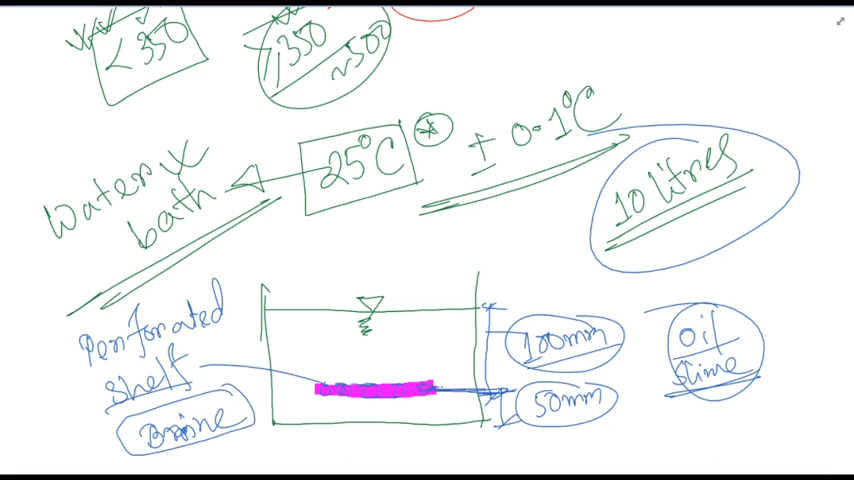 <350
>350
~500
25°C *
± 0.1°C
water
bath
10 litres
Perforated
shelf
Brine
100mm
50mm
oil
slime